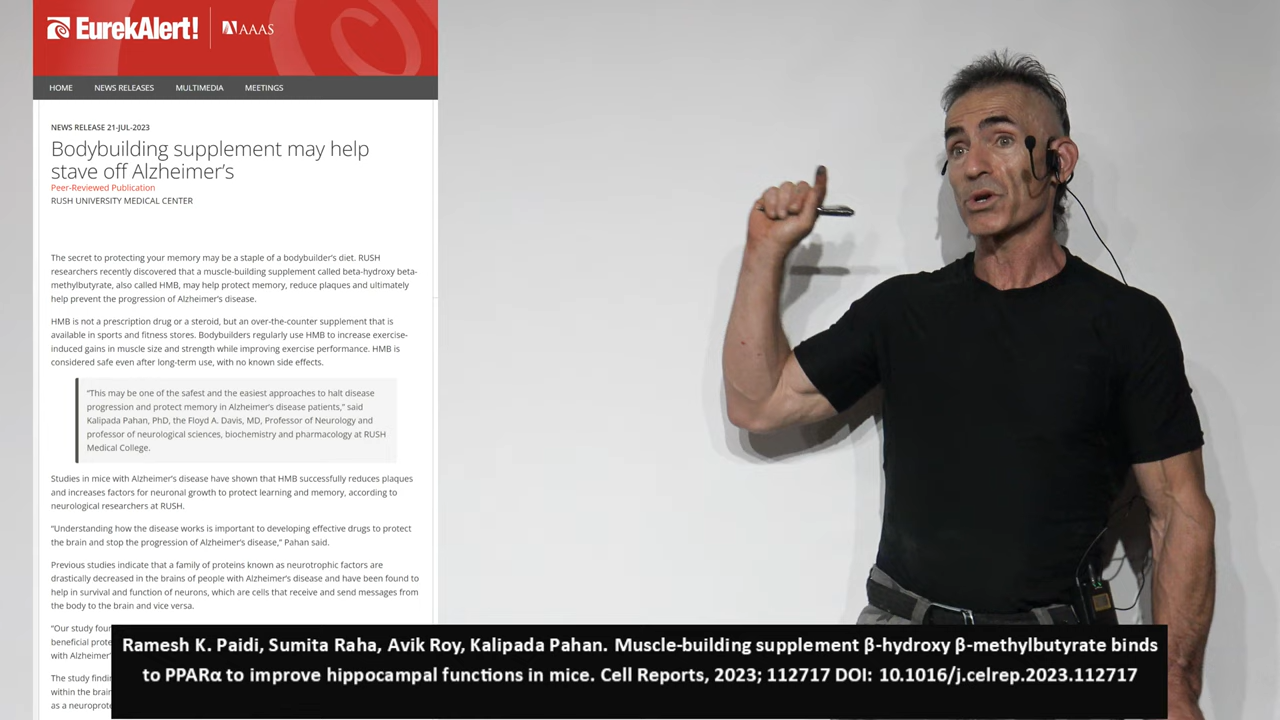 EurekAlert! AAAS
HOME NEWS RELEASES MULTIMEDIA MEETINGS
NEWS RELEASE 21-JUL-2023
Bodybuilding supplement may help
stave off Alzheimer's
Peer-Reviewed Publication
RUSH UNIVERSITY MEDICAL CENTER
The secret to protecting your memory may be a staple of a bodybuilder's diet. RUSH
researchers recently discovered that a muscle-building supplement called beta-hydroxy beta-
methylbutyrate, also called HMB, may help protect memory, reduce plaques and ultimately
help prevent the progression of Alzheimer's disease.
HMB is not a prescription drug or a steroid, but an over-the-counter supplement that is
available in sports and fitness stores. Bodybuilders regularly use HMB to increase exercise-
induced gains in muscle size and strength while improving exercise performance. HMB is
considered safe even after long-term use, with no known side effects.
"This may be one of the safest and the easiest approaches to halt disease
progression and protect memory in Alzheimer's disease patients," said
Kalipada Pahan, PhD, the Floyd A. Davis, MD, Professor of Neurology and
professor of neurological sciences, biochemistry and pharmacology at RUSH
Medical College.
Studies in mice with Alzheimer's disease have shown that HMB successfully reduces plaques
and increases factors for neuronal growth to protect learning and memory, according to
neurological researchers at RUSH.
"Understanding how the disease works is important to developing effective drugs to protect
the brain and stop the progression of Alzheimer's disease," Pahan said.
Previous studies indicate that a family of proteins known as neurotrophic factors are
drastically decreased in the brains of people with Alzheimer's disease and have been found to
help in survival and function of neurons, which are cells that receive and send messages from
the body to the brain and vice versa.
"Our study
beneficial
with
The study
within the brain
as a
Ramesh K. Paidi, Sumita Raha, Avik Roy, Kalipada Pahan. Muscle-building supplement β-hydroxy β-methylbutyrate binds
to PPARα to improve hippocampal functions in mice. Cell Reports, 2023; 112717 DOI: 10.1016/j.celrep.2023.112717